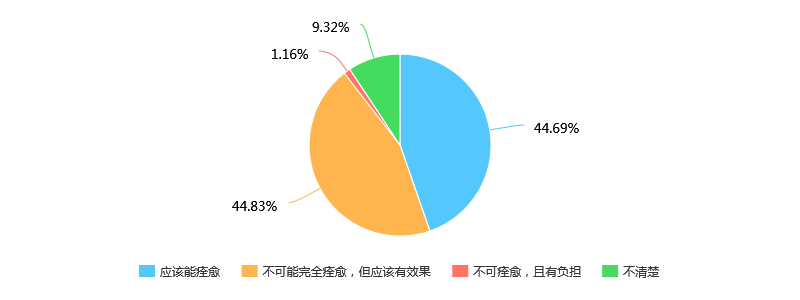 9.32%
1.16%
44.69%
44.83%
应该能痊愈 不可能完全痊愈，但应该有效果 不可痊愈，且有负担 不清楚